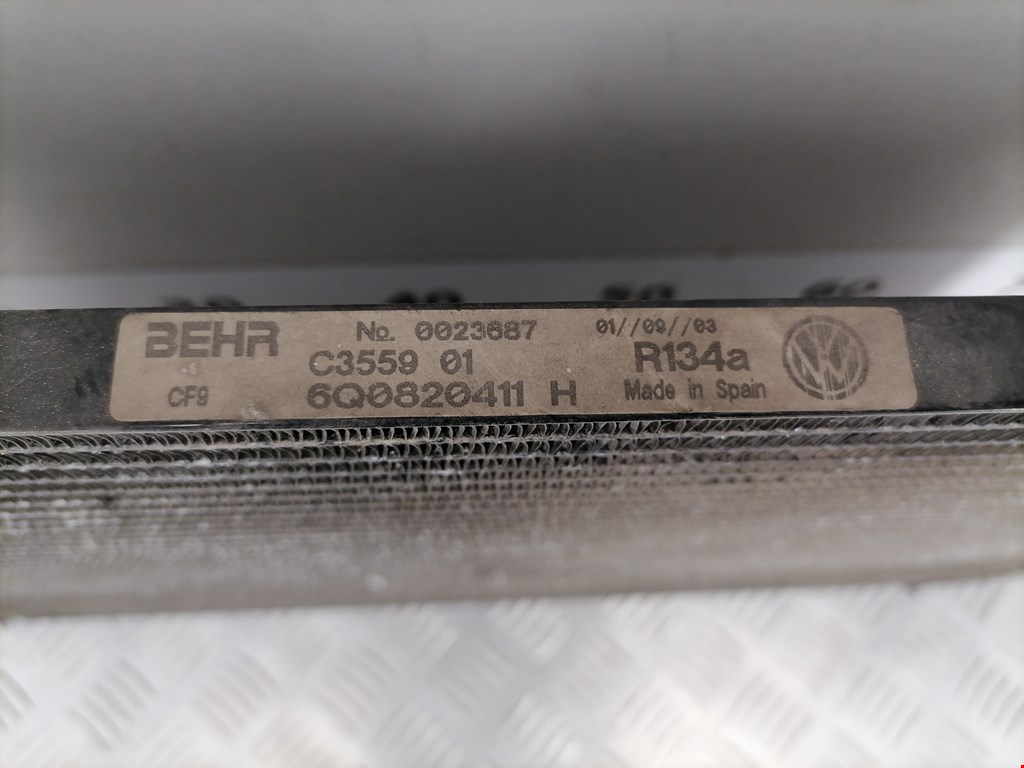 BEHR No. 0023687 01//09//03
C3559 01 R134a
CF9 6Q0820411 H Made in Spain